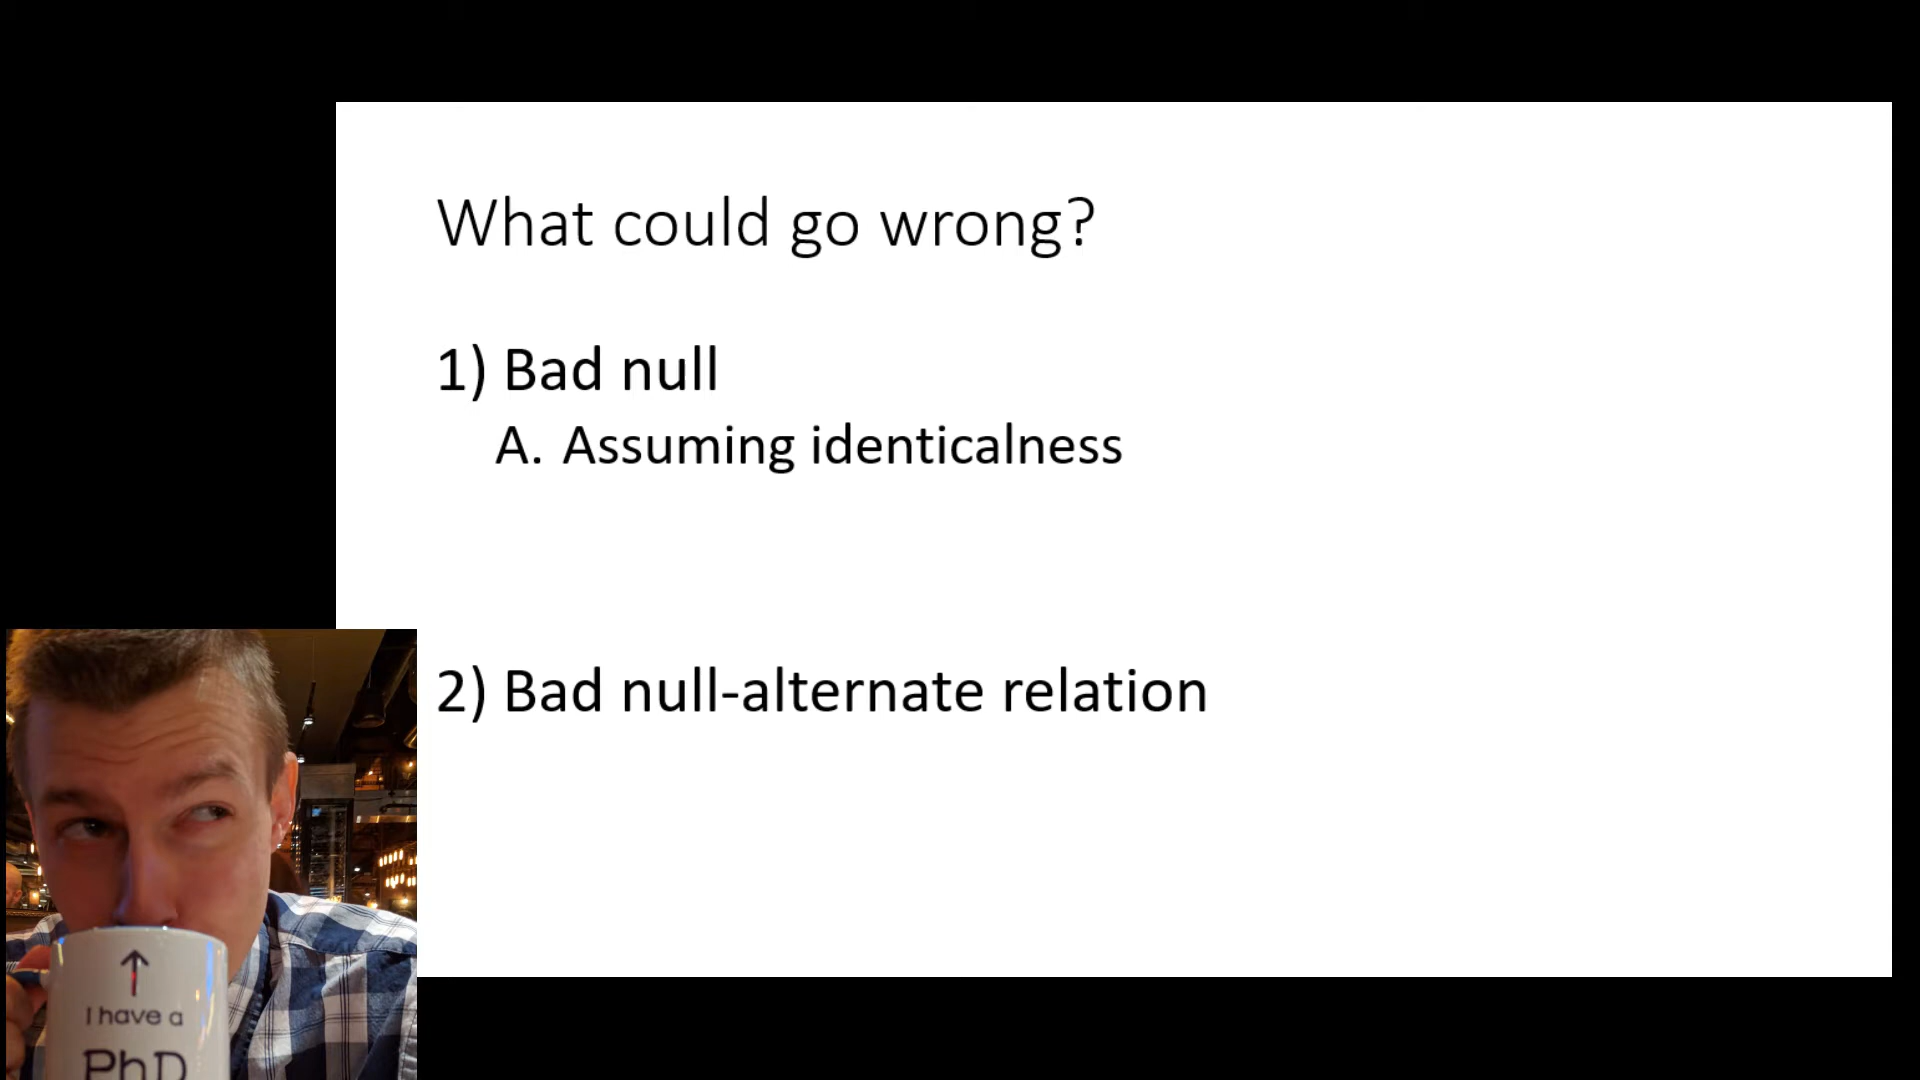 What could go wrong?
1) Bad null
A. Assuming identicalness
2) Bad null-alternate relation
I have a
PhD